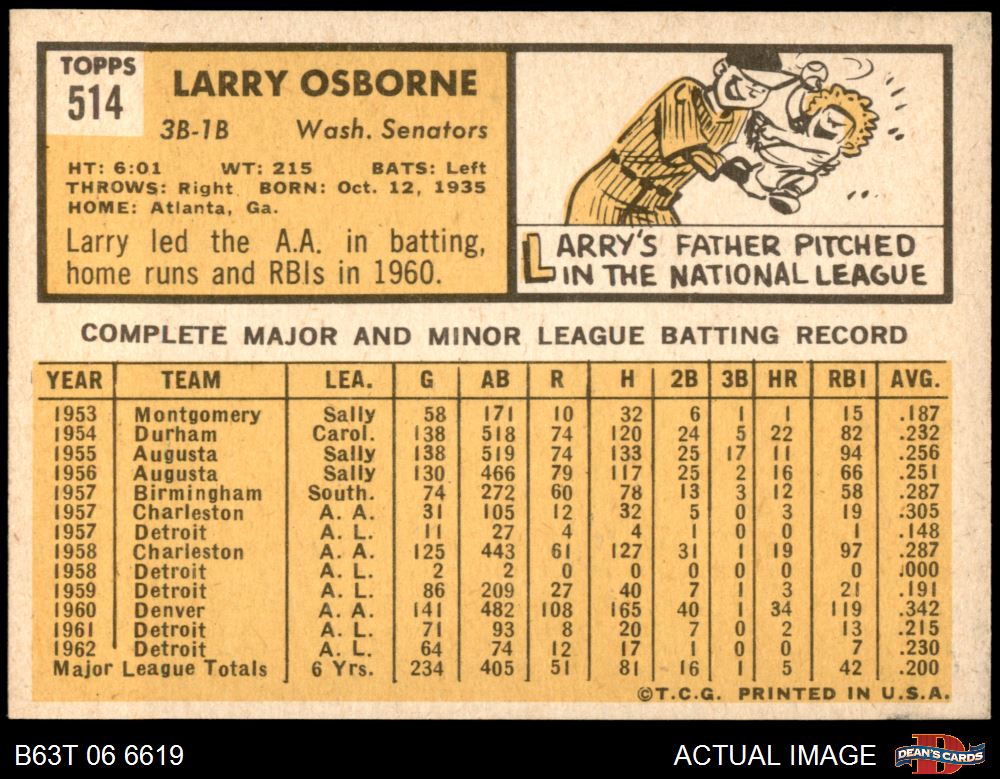 TOPPS
514
LARRY OSBORNE
3B-1B Wash. Senators
HT: 6:01 WT: 215 BATS: Left
THROWS: Right BORN: Oct. 12, 1935
HOME: Atlanta, Ga.
Larry led the A.A. in batting,
home runs and RBIs in 1960.
LARRY'S FATHER PITCHED
IN THE NATIONAL LEAGUE
COMPLETE MAJOR AND MINOR LEAGUE BATTING RECORD
YEAR TEAM LEA. G AB R H 2B 3B HR RBI AVG.
1953 Montgomery Sally 58 171 10 32 6 1 1 15 .187
1954 Durham Carol. 138 518 74 120 24 5 22 82 .232
1955 Augusta Sally 138 519 74 133 25 17 11 94 .256
1956 Augusta Sally 130 466 79 117 25 2 16 66 .251
1957 Birmingham South. 74 272 60 78 13 3 12 58 .287
1957 Charleston A. A. 31 105 12 32 5 0 3 19 .305
1957 Detroit A. L. 11 27 4 4 1 0 0 1 .148
1958 Charleston A. A. 125 443 61 127 31 1 19 97 .287
1958 Detroit A. L. 2 2 0 0 0 0 0 0 .000
1959 Detroit A. L. 86 209 27 40 7 1 3 21 .191
1960 Denver A. A. 141 482 108 165 40 1 34 119 .342
1961 Detroit A. L. 71 93 8 20 7 0 2 13 .215
1962 Detroit A. L. 64 74 12 17 1 0 0 7 .230
Major League Totals 6 Yrs. 234 405 51 81 16 1 5 42 .200
©T.C.G. PRINTED IN U.S.A.
B63T 06 6619 ACTUAL IMAGE DEAN'S CARDS